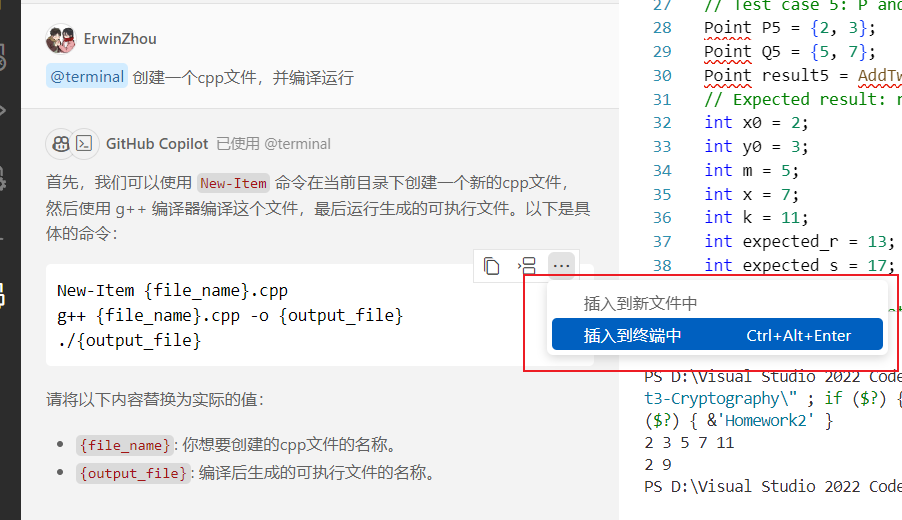 ErwinZhou
@terminal 创建一个cpp文件，并编译运行
GitHub Copilot 已使用 @terminal
首先，我们可以使用 New-Item 命令在当前目录下创建一个新的cpp文件，
然后使用 g++ 编译器编译这个文件，最后运行生成的可执行文件。以下是具
体的命令：
New-Item {file_name}.cpp
g++ {file_name}.cpp -o {output_file}
./{output_file}
请将以下内容替换为实际的值：
{file_name}: 你想要创建的cpp文件的名称。
{output_file}: 编译后生成的可执行文件的名称。
插入到新文件中
插入到终端中 Ctrl+Alt+Enter
27 // Test case 5: P and
28 Point P5 = {2, 3};
29 Point Q5 = {5, 7};
30 Point result5 = AddTw
31 // Expected result: r
32 int x0 = 2;
33 int y0 = 3;
34 int m = 5;
35 int x = 7;
36 int k = 11;
37 int expected_r = 13;
38 int expected_s = 17;
PS D:\Visual Studio 2022 Code
t3-Cryptography\" ; if ($?) {
($?) { &'Homework2' }
2 3 5 7 11
2 9
PS D:\Visual Studio 2022 Code